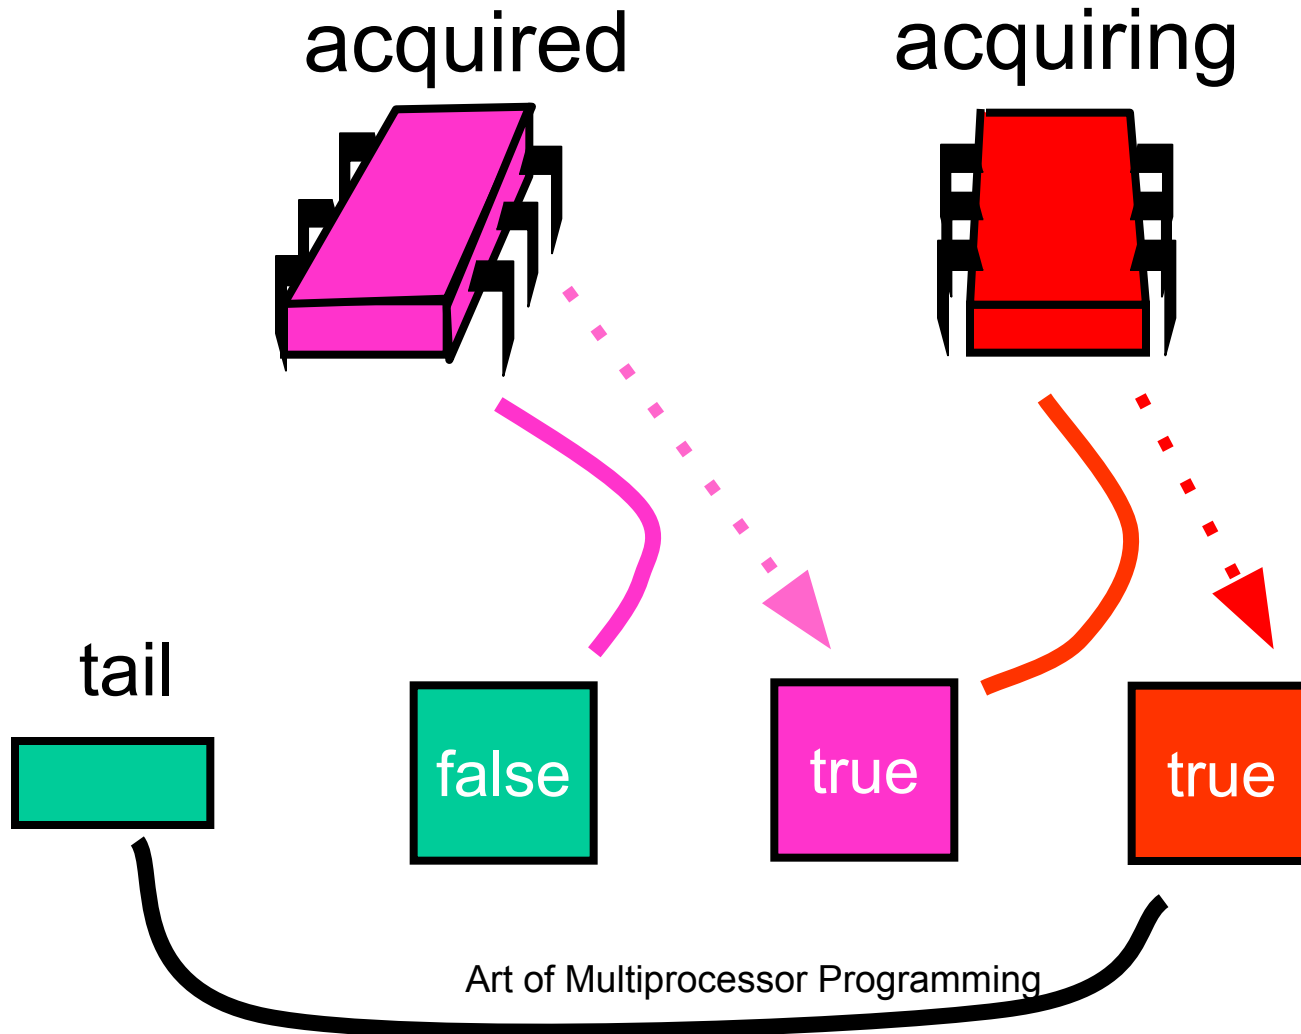 acquired
acquiring
tail
false
true
true
Art of Multiprocessor Programming